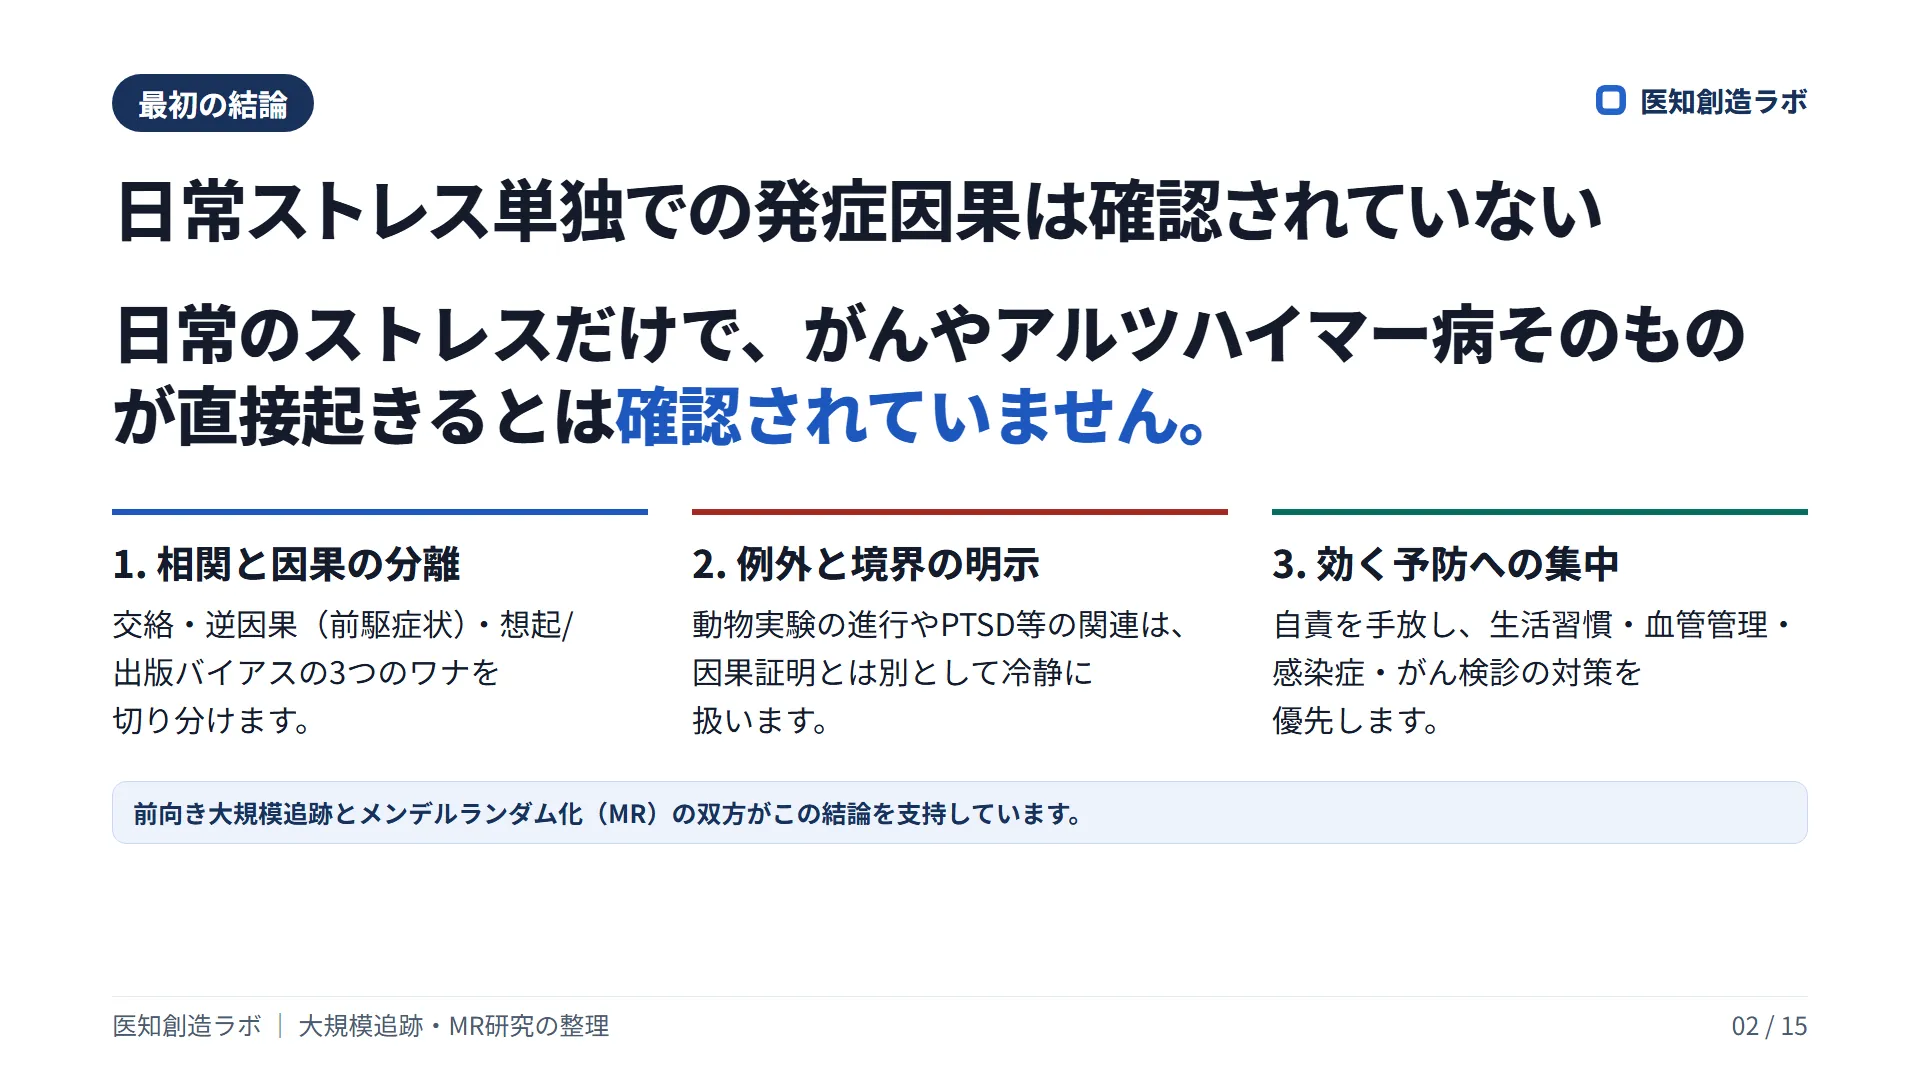 最初の結論
医知創造ラボ
日常ストレス単独での発症因果は確認されていない
日常のストレスだけで、がんやアルツハイマー病そのもの
が直接起きるとは確認されていません。
1. 相関と因果の分離
交絡・逆因果（前駆症状）・想起/
出版バイアスの3つのワナを
切り分けます。
2. 例外と境界の明示
動物実験の進行やPTSD等の関連は、
因果証明とは別として冷静に
扱います。
3. 効く予防への集中
自責を手放し、生活習慣・血管管理・
感染症・がん検診の対策を
優先します。
前向き大規模追跡とメンデルランダム化（MR）の双方がこの結論を支持しています。
医知創造ラボ ｜ 大規模追跡・MR研究の整理
02 / 15